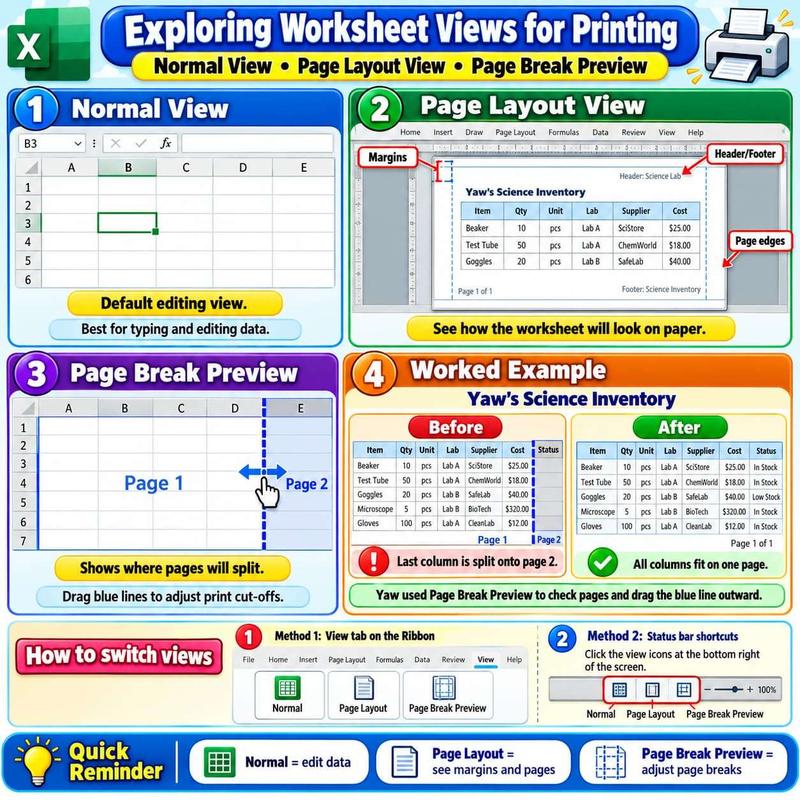 X
Exploring Worksheet Views for Printing
Normal View • Page Layout View • Page Break Preview
1 Normal View
B3 fx
A B C D E
1
2
3
4
5
6
Default editing view.
Best for typing and editing data.
2 Page Layout View
Home Insert Draw Page Layout Formulas Data Review View Help
Margins
Header/Footer
Header: Science Lab
Yaw's Science Inventory
Item Qty Unit Lab Supplier Cost
Beaker 10 pcs Lab A SciStore $25.00
Test Tube 50 pcs Lab A ChemWorld $18.00
Goggles 20 pcs Lab B SafeLab $40.00
Page edges
Page 1 of 1 Footer: Science Inventory
See how the worksheet will look on paper.
3 Page Break Preview
A B C D E
1
2
3
4
5
6
7
Page 1
Page 2
Shows where pages will split.
Drag blue lines to adjust print cut-offs.
4 Worked Example
Yaw's Science Inventory
Before
Item Qty Unit Lab Supplier Cost Status
Beaker 10 pcs Lab A SciStore $25.00
Test Tube 50 pcs Lab A ChemWorld $18.00
Goggles 20 pcs Lab B SafeLab $40.00
Microscope 5 pcs Lab B BioTech $320.00
Gloves 100 pcs Lab A CleanLab $12.00
Page 1 Page 2
! Last column is split onto page 2.
After
Item Qty Unit Lab Supplier Cost Status
Beaker 10 pcs Lab A SciStore $25.00 In Stock
Test Tube 50 pcs Lab A ChemWorld $18.00 In Stock
Goggles 20 pcs Lab B SafeLab $40.00 Low Stock
Microscope 5 pcs Lab B BioTech $320.00 In Stock
Gloves 100 pcs Lab A CleanLab $12.00 In Stock
Page 1 of 1
All columns fit on one page.
Yaw used Page Break Preview to check pages and drag the blue line outward.
How to switch views
1 Method 1: View tab on the Ribbon
File Home Insert Page Layout Formulas Data Review View Help
Normal Page Layout Page Break Preview
2 Method 2: Status bar shortcuts
Click the view icons at the bottom right
of the screen.
100%
Normal Page Layout Page Break Preview
Quick
Reminder
Normal = edit data
Page Layout =
see margins and pages
Page Break Preview =
adjust page breaks